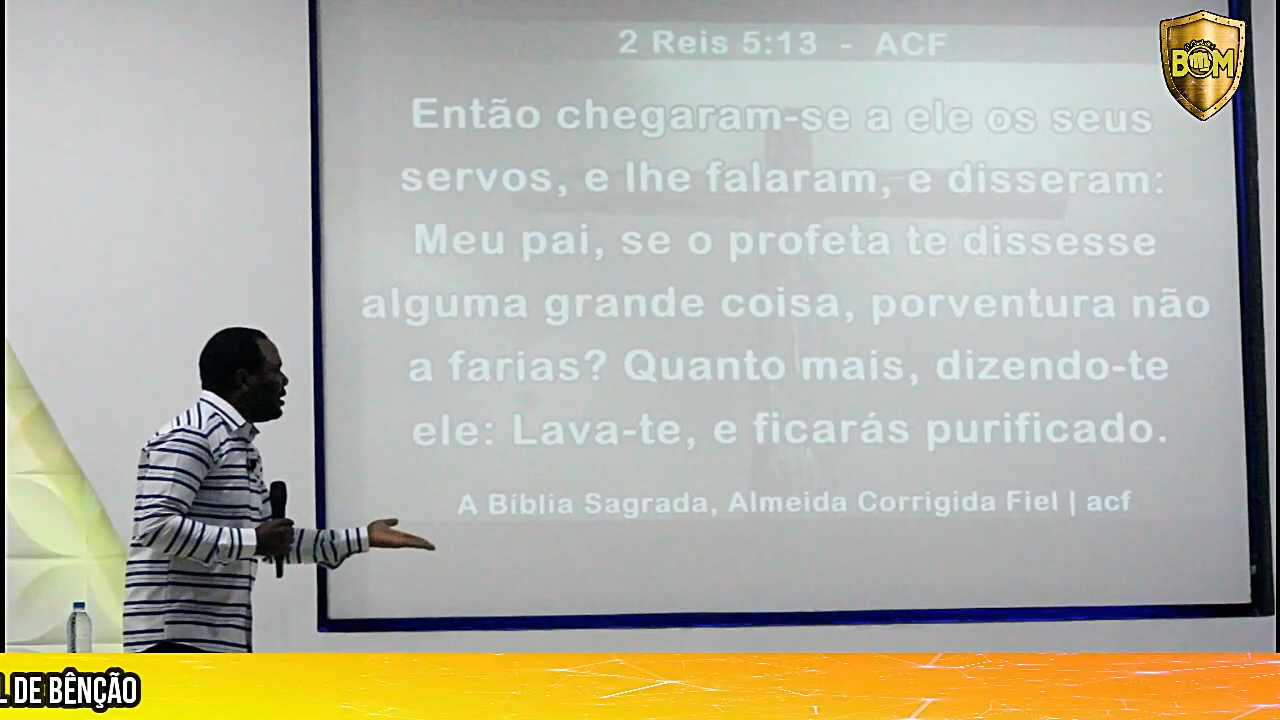 2 Reis 5:13 - ACF
Então chegaram-se a ele os seus
servos, e lhe falaram, e disseram:
Meu pai, se o profeta te dissesse
alguma grande coisa, porventura não
a farias? Quanto mais, dizendo-te
ele: Lava-te, e ficarás purificado.
A Bíblia Sagrada, Almeida Corrigida Fiel | acf
BOM
L DE BÊNÇÃO